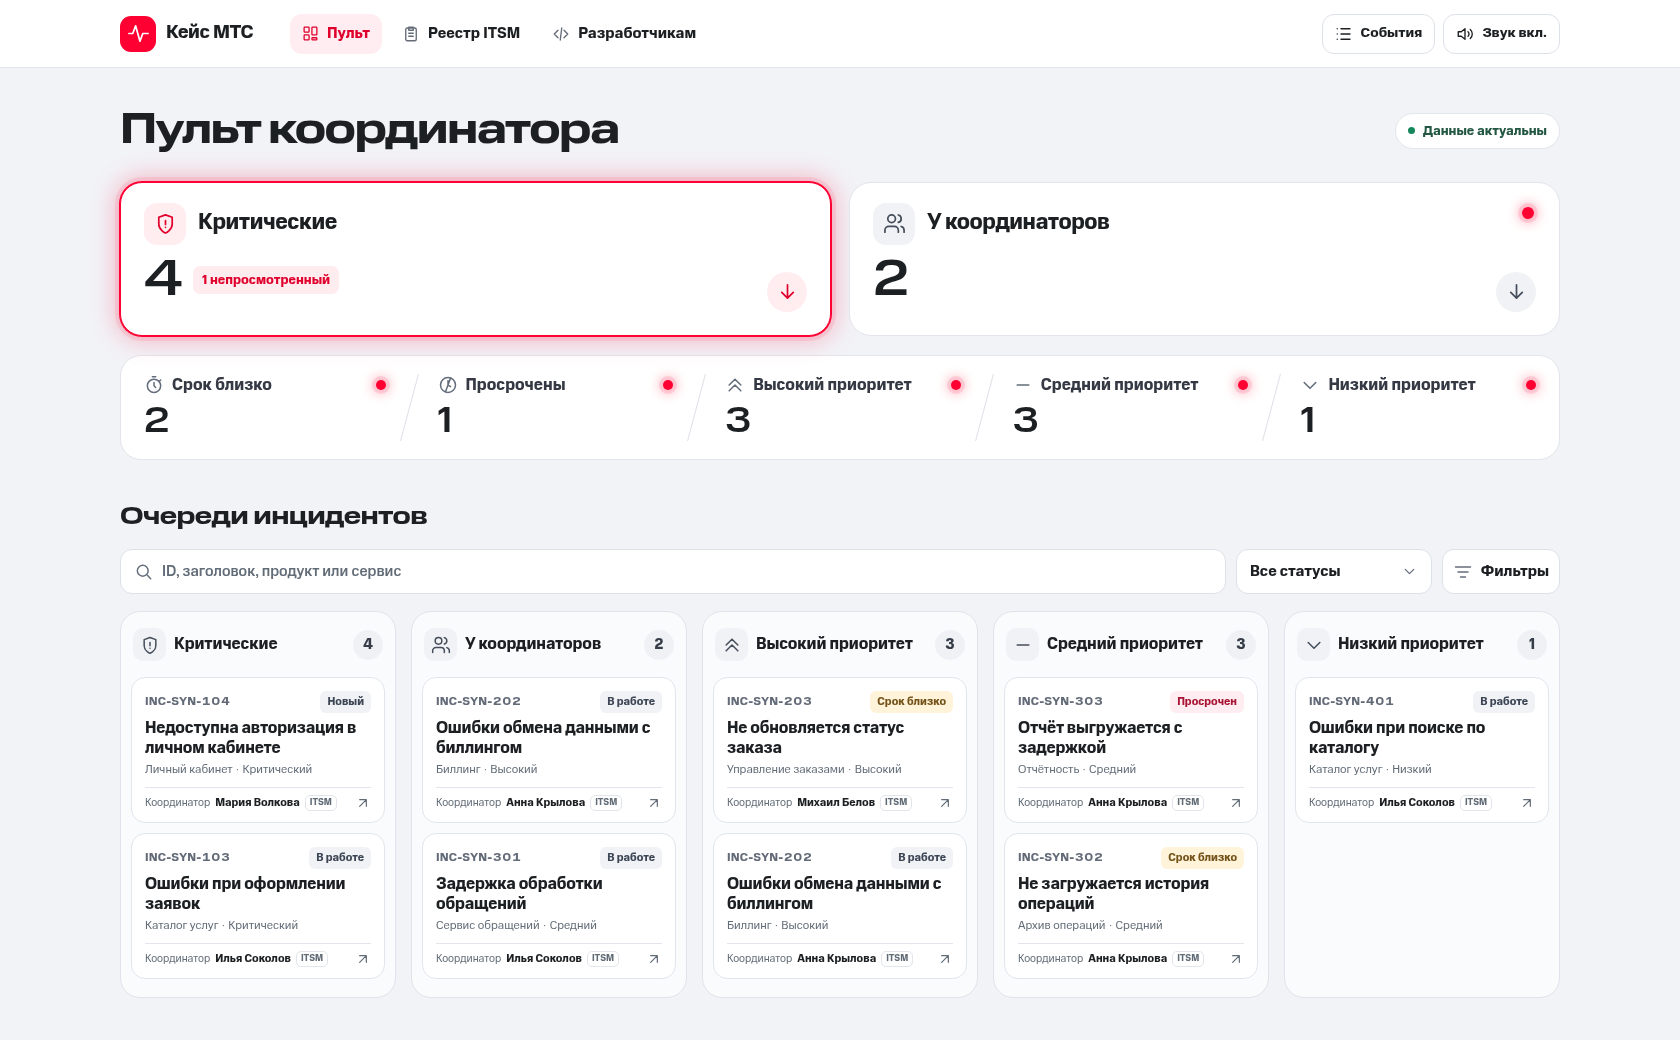 Кейс МТС
Пульт
Реестр ITSM
Разработчикам
События
Звук вкл.
Пульт координатора
Данные актуальны
Критические
4
1 непросмотренный
У координаторов
2
Срок близко
2
Просрочены
1
Высокий приоритет
3
Средний приоритет
3
Низкий приоритет
1
Очереди инцидентов
ID, заголовок, продукт или сервис
Все статусы
Фильтры
Критические 4
INC-SYN-104 Новый
Недоступна авторизация в
личном кабинете
Личный кабинет · Критический
Координатор Мария Волкова ITSM
INC-SYN-103 В работе
Ошибки при оформлении
заявок
Каталог услуг · Критический
Координатор Илья Соколов ITSM
У координаторов 2
INC-SYN-202 В работе
Ошибки обмена данными с
биллингом
Биллинг · Высокий
Координатор Анна Крылова ITSM
INC-SYN-301 В работе
Задержка обработки
обращений
Сервис обращений · Средний
Координатор Илья Соколов ITSM
Высокий приоритет 3
INC-SYN-203 Срок близко
Не обновляется статус
заказа
Управление заказами · Высокий
Координатор Михаил Белов ITSM
INC-SYN-202 В работе
Ошибки обмена данными с
биллингом
Биллинг · Высокий
Координатор Анна Крылова ITSM
Средний приоритет 3
INC-SYN-303 Просрочен
Отчёт выгружается с
задержкой
Отчётность · Средний
Координатор Анна Крылова ITSM
INC-SYN-302 Срок близко
Не загружается история
операций
Архив операций · Средний
Координатор Анна Крылова ITSM
Низкий приоритет 1
INC-SYN-401 В работе
Ошибки при поиске по
каталогу
Каталог услуг · Низкий
Координатор Илья Соколов ITSM